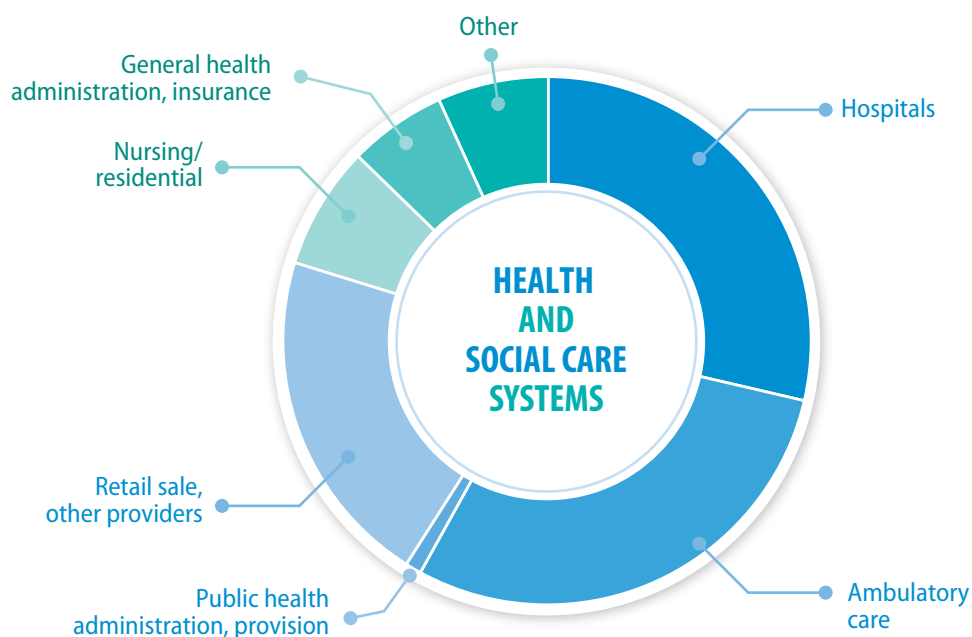 Other
General health
administration, insurance
Hospitals
Nursing/
residential
HEALTH
AND
SOCIAL CARE
SYSTEMS
Retail sale,
other providers
Public health
administration, provision
Ambulatory
care